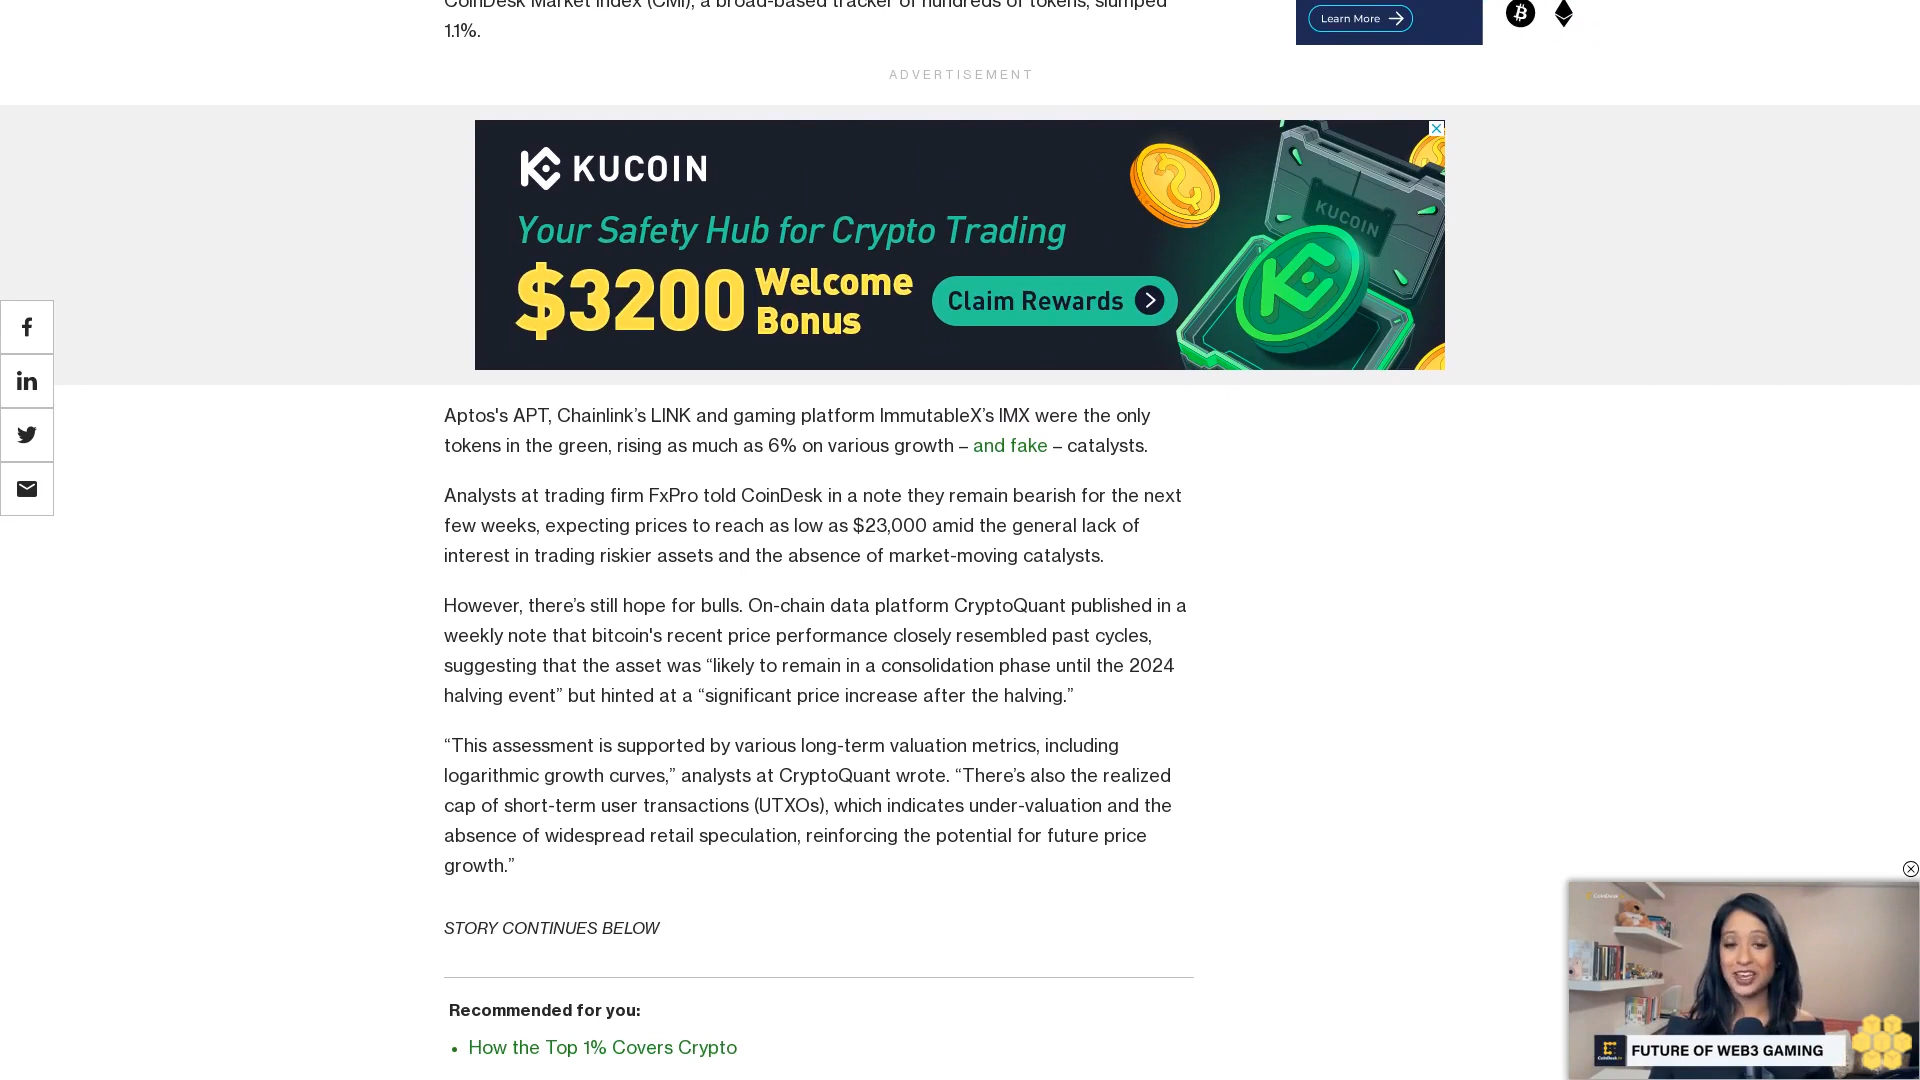 CoinDesk Market Index (CMI), a broad-based tracker of hundreds of tokens, slumped
1.1%.
Learn More
ADVERTISEMENT
KUCOIN
Your Safety Hub for Crypto Trading
$3200 Welcome
Bonus
Claim Rewards
KUCOIN
Aptos's APT, Chainlink’s LINK and gaming platform ImmutableX’s IMX were the only
tokens in the green, rising as much as 6% on various growth – and fake – catalysts.
Analysts at trading firm FxPro told CoinDesk in a note they remain bearish for the next
few weeks, expecting prices to reach as low as $23,000 amid the general lack of
interest in trading riskier assets and the absence of market-moving catalysts.
However, there’s still hope for bulls. On-chain data platform CryptoQuant published in a
weekly note that bitcoin's recent price performance closely resembled past cycles,
suggesting that the asset was “likely to remain in a consolidation phase until the 2024
halving event” but hinted at a “significant price increase after the halving.”
“This assessment is supported by various long-term valuation metrics, including
logarithmic growth curves,” analysts at CryptoQuant wrote. “There’s also the realized
cap of short-term user transactions (UTXOs), which indicates under-valuation and the
absence of widespread retail speculation, reinforcing the potential for future price
growth.”
STORY CONTINUES BELOW
Recommended for you:
• How the Top 1% Covers Crypto
CoinDesk
FUTURE OF WEB3 GAMING